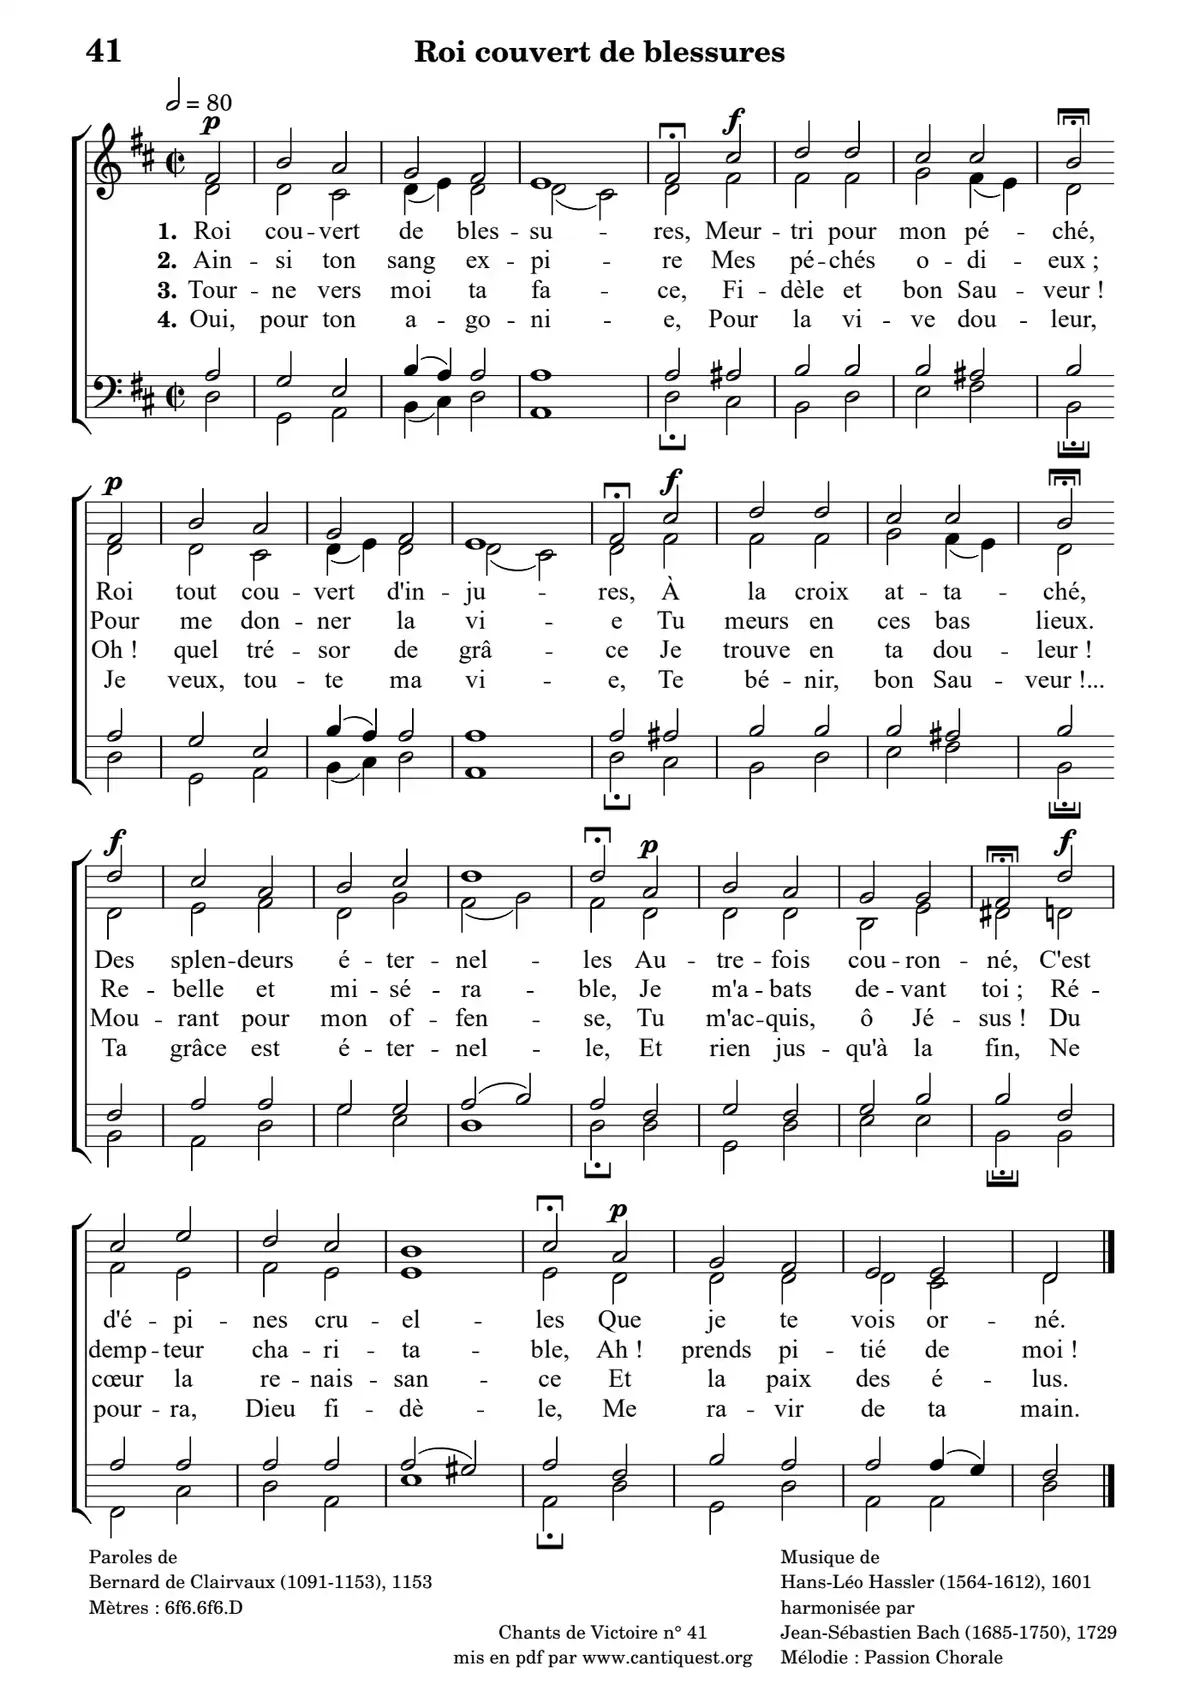 41 Roi couvert de blessures
= 80
p f
1. Roi cou-vert de bles-su - res, Meur-tri pour mon pé - ché,
2. Ain - si ton sang ex - pi - re Mes pé-chés o - di - eux ;
3. Tour - ne vers moi ta fa - ce, Fi - dèle et bon Sau - veur !
4. Oui, pour ton a - go - ni - e, Pour la vi - ve dou - leur,
p f
Roi tout cou - vert d'in - ju - res, À la croix at - ta - ché,
Pour me don - ner la vi - e Tu meurs en ces bas lieux.
Oh ! quel tré - sor de grâ - ce Je trouve en ta dou - leur !
Je veux, tou - te ma vi - e, Te bé - nir, bon Sau - veur !...
f p f
Des splen-deurs é - ter - nel - les Au - tre - fois cou - ron - né, C'est
Re - belle et mi - sé - ra - ble, Je m'a - bats de - vant toi ; Ré -
Mou - rant pour mon of - fen - se, Tu m'ac-quis, ô Jé - sus ! Du
Ta grâce est é - ter - nel - le, Et rien jus - qu'à la fin, Ne
p
d'é - pi - nes cru - el - les Que je te vois or - né.
demp - teur cha - ri - ta - ble, Ah ! prends pi - tié de moi !
cœur la re - nais - san - ce Et la paix des é - lus.
pour - ra, Dieu fi - dè - le, Me ra - vir de ta main.
Paroles de
Bernard de Clairvaux (1091-1153), 1153
Mètres : 6f6.6f6.D
Chants de Victoire n° 41
mis en pdf par www.cantiquest.org
Musique de
Hans-Léo Hassler (1564-1612), 1601
harmonisée par
Jean-Sébastien Bach (1685-1750), 1729
Mélodie : Passion Chorale